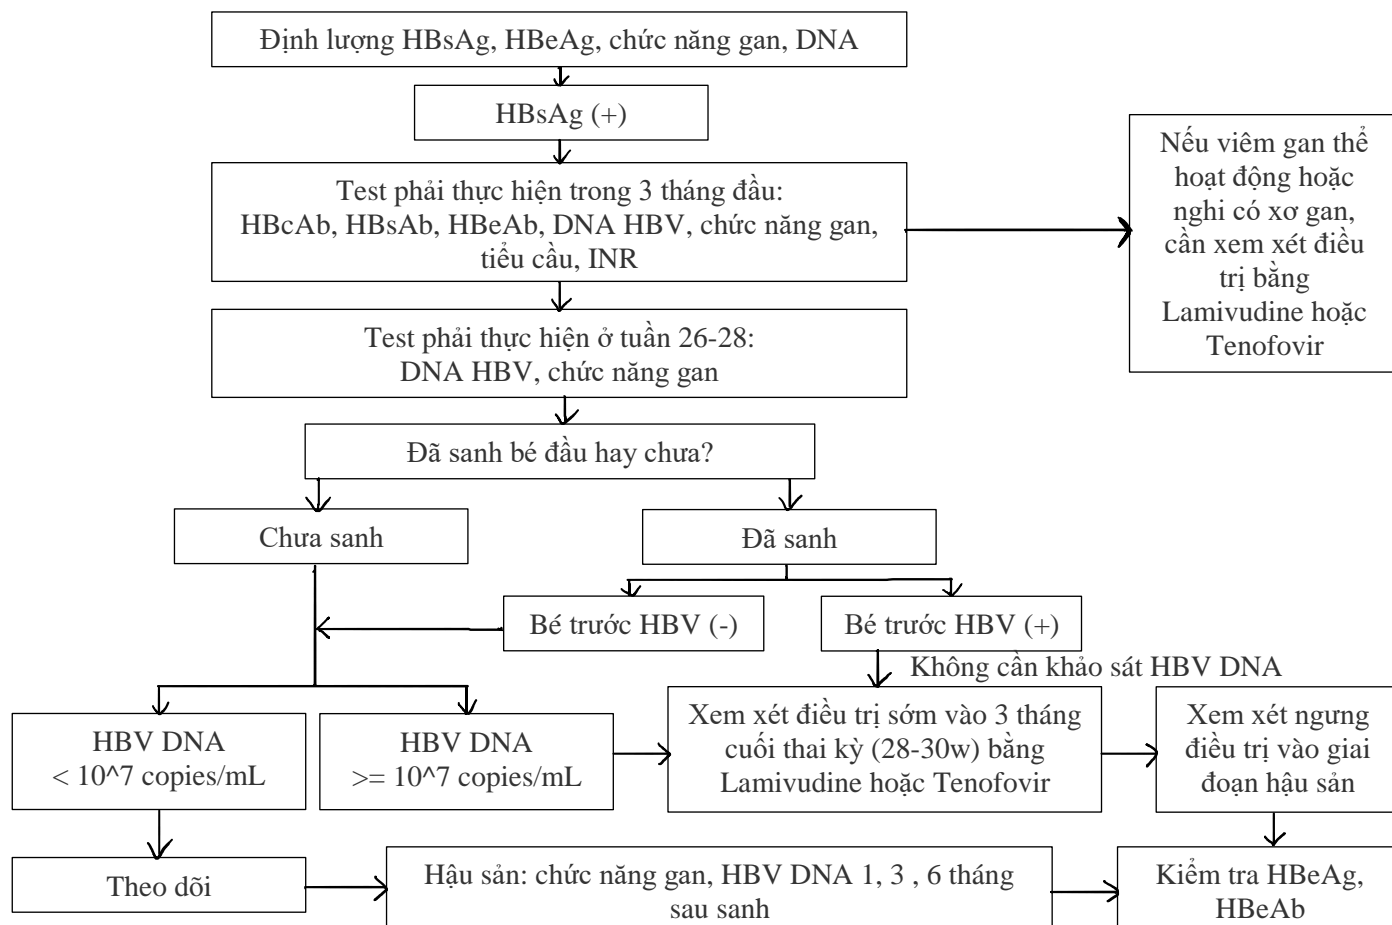 Định lượng HBsAg, HBeAg, chức năng gan, DNA
HBsAg (+)
Test phải thực hiện trong 3 tháng đầu:
HBcAb, HBsAb, HBeAb, DNA HBV, chức năng gan,
tiểu cầu, INR
Nếu viêm gan thể
hoạt động hoặc
nghi có xơ gan,
cần xem xét điều
trị bằng
Lamivudine hoặc
Tenofovir
Test phải thực hiện ở tuần 26-28:
DNA HBV, chức năng gan
Đã sanh bé đầu hay chưa?
Chưa sanh
Đã sanh
Bé trước HBV (-)
Bé trước HBV (+)
Không cần khảo sát HBV DNA
HBV DNA
< 10^7 copies/mL
HBV DNA
>= 10^7 copies/mL
Xem xét điều trị sớm vào 3 tháng
cuối thai kỳ (28-30w) bằng
Lamivudine hoặc Tenofovir
Xem xét ngưng
điều trị vào giai
đoạn hậu sản
Theo dõi
Hậu sản: chức năng gan, HBV DNA 1, 3 , 6 tháng
sau sanh
Kiểm tra HBeAg,
HBeAb